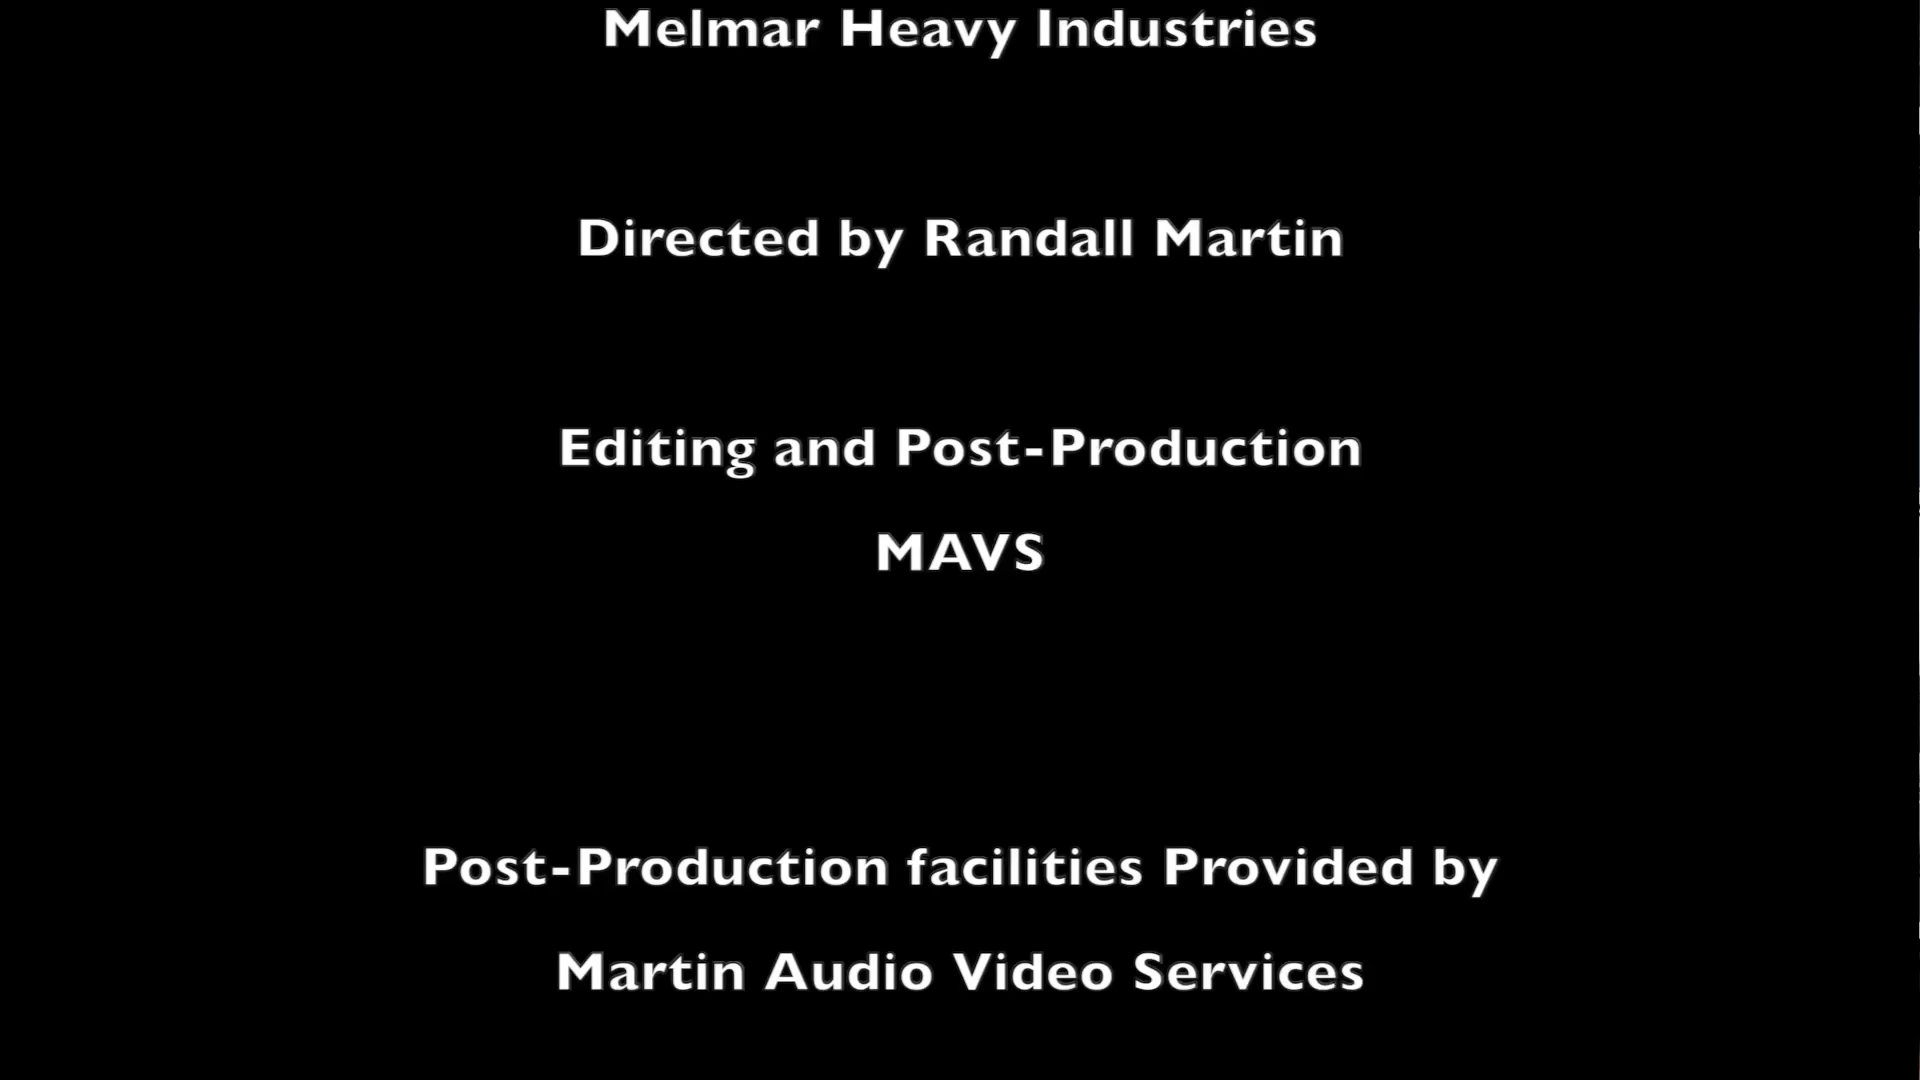 Melmar Heavy Industries
Directed by Randall Martin
Editing and Post-Production
MAVS
Post-Production facilities Provided by
Martin Audio Video Services